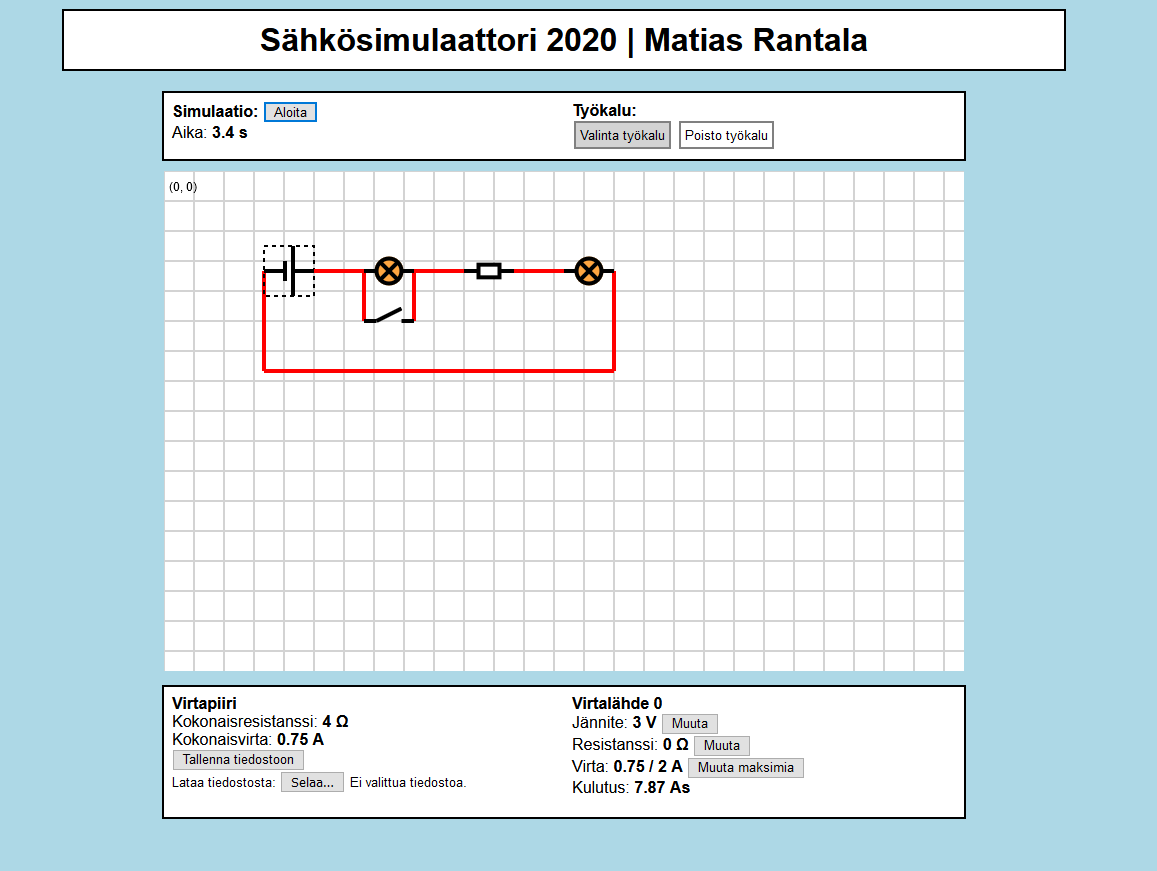 Sähkösimulaattori 2020 | Matias Rantala
Simulaatio: Aloita
Aika: 3.4 s
Työkalu:
Valinta työkalu Poisto työkalu
(0, 0)
Virtapiiri
Kokonaisresistanssi: 4 Ω
Kokonaisvirta: 0.75 A
Tallenna tiedostoon
Lataa tiedostosta: Selaa... Ei valittua tiedostoa.
Virtalähde 0
Jännite: 3 V Muuta
Resistanssi: 0 Ω Muuta
Virta: 0.75 / 2 A Muuta maksimia
Kulutus: 7.87 As